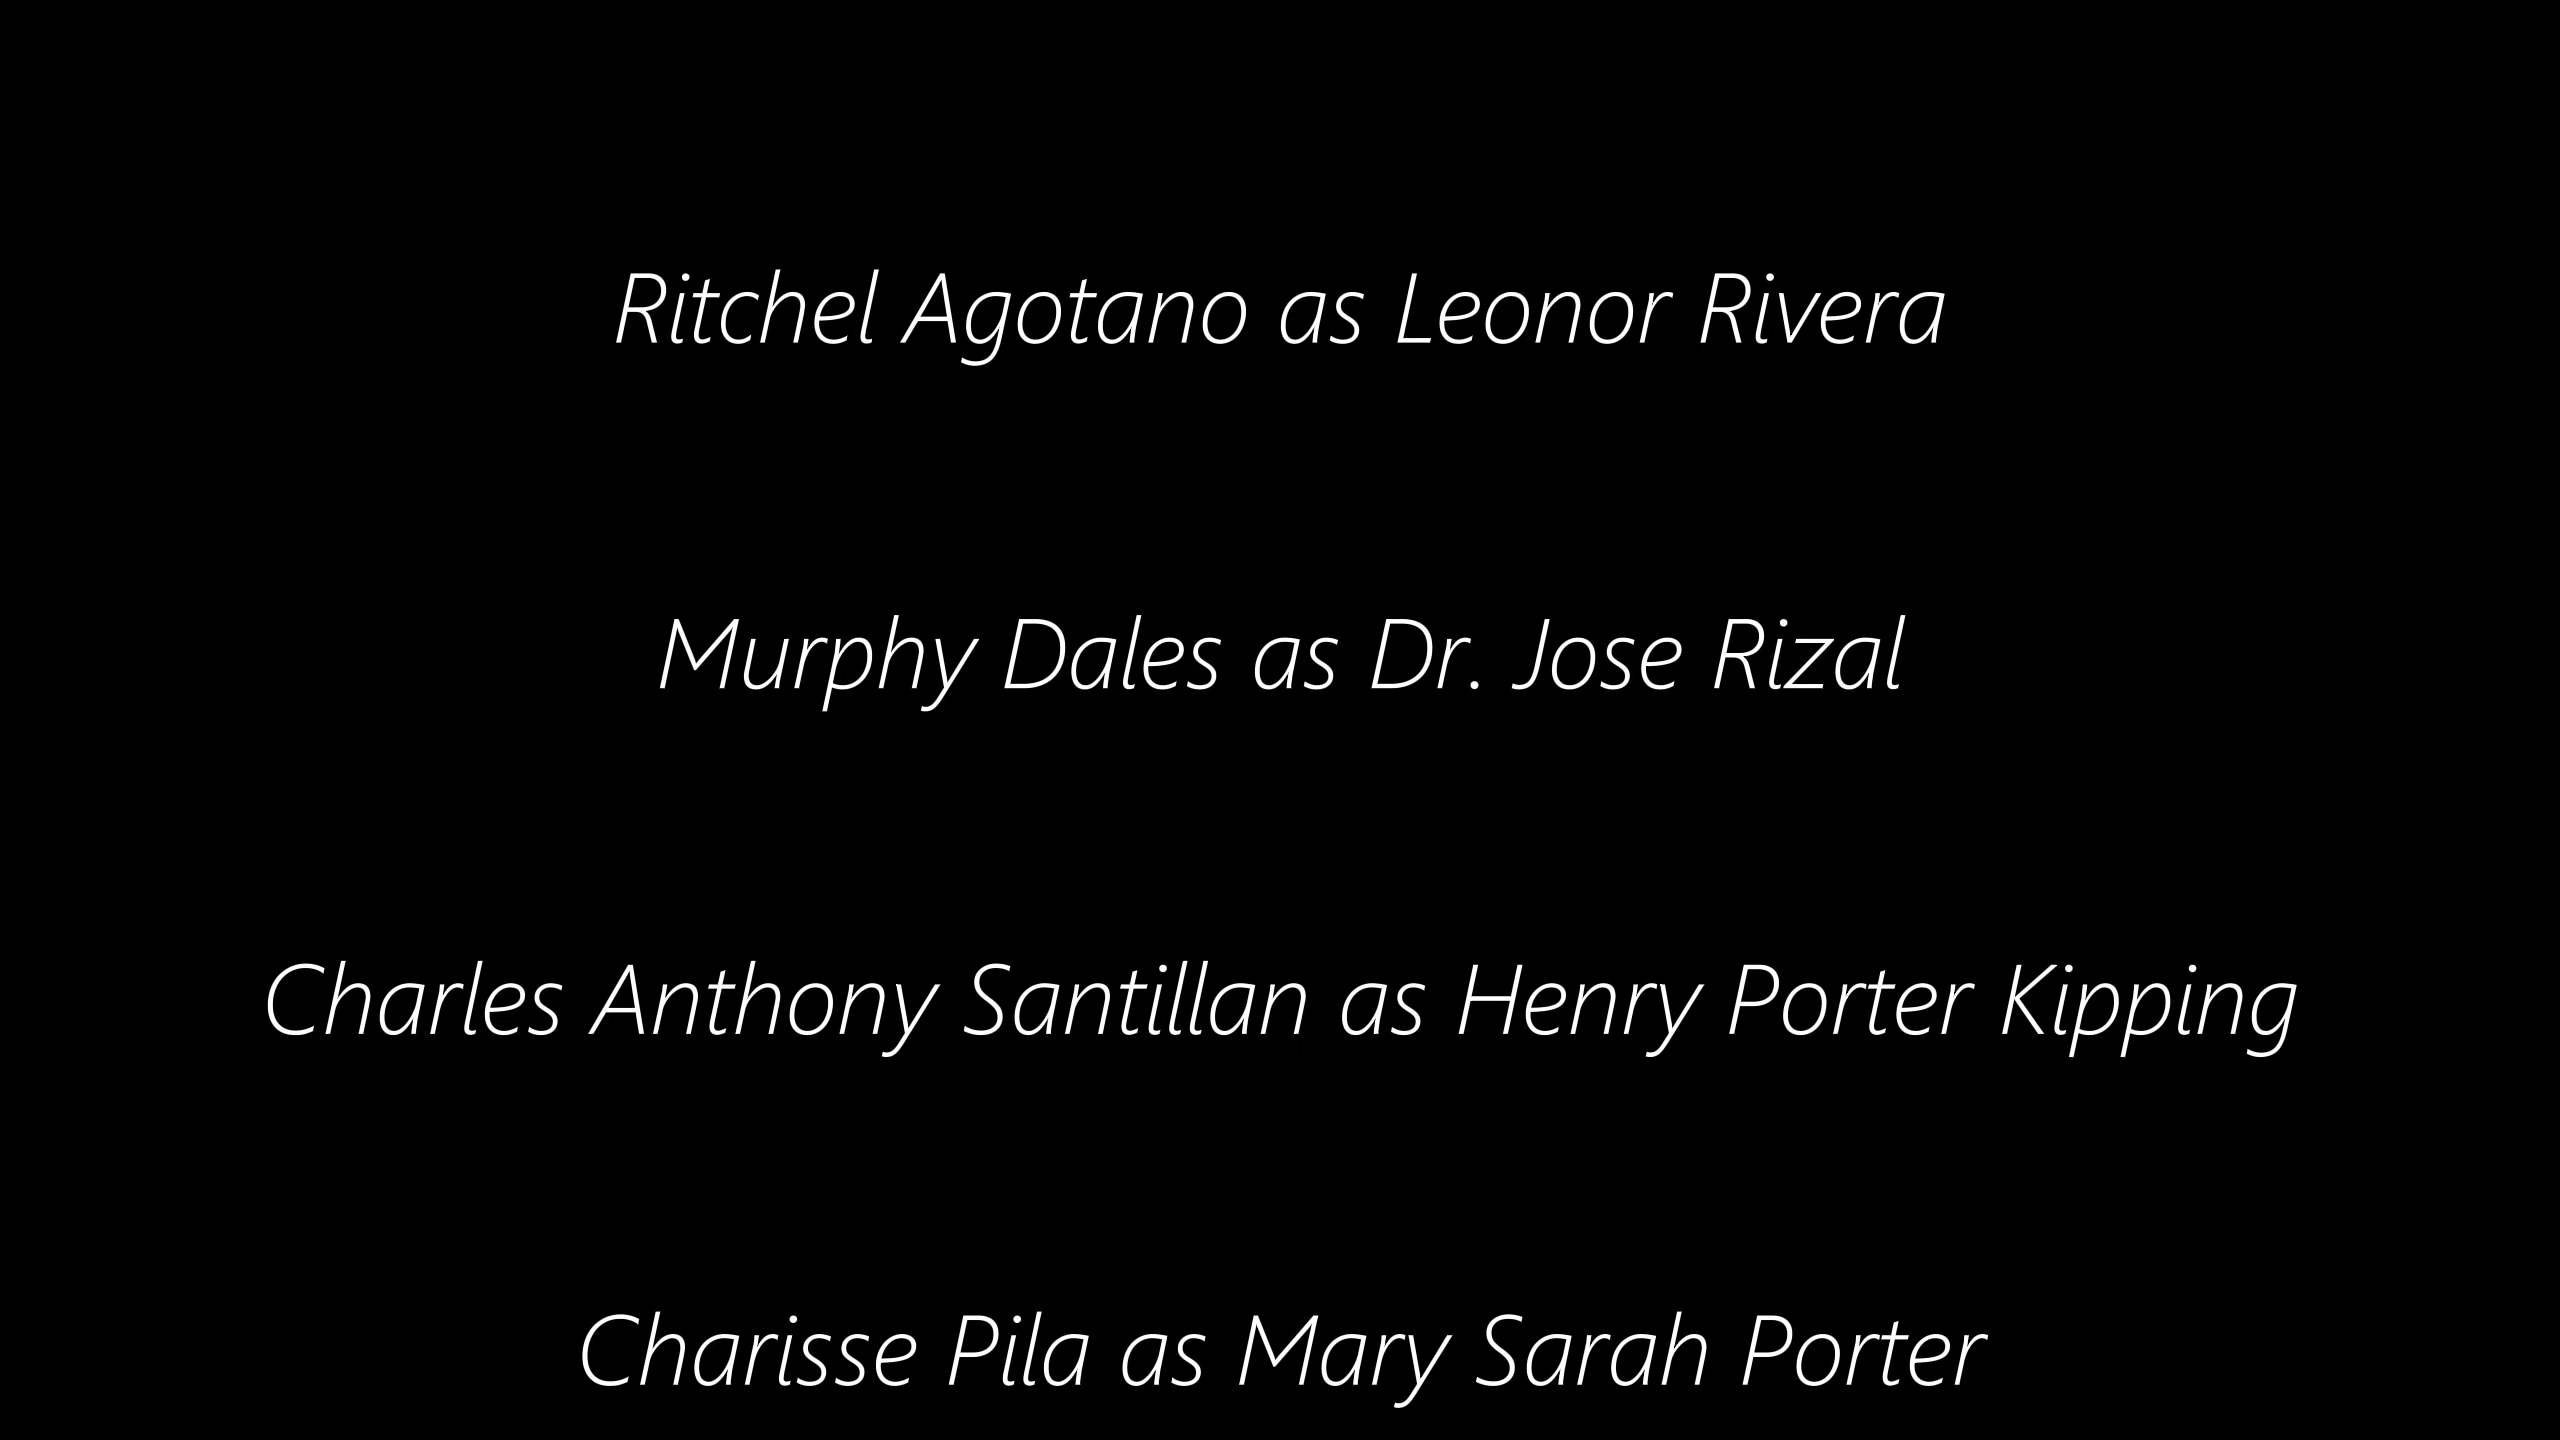 Ritchel Agotano as Leonor Rivera
Murphy Dales as Dr. Jose Rizal
Charles Anthony Santillan as Henry Porter Kipping
Charisse Pila as Mary Sarah Porter